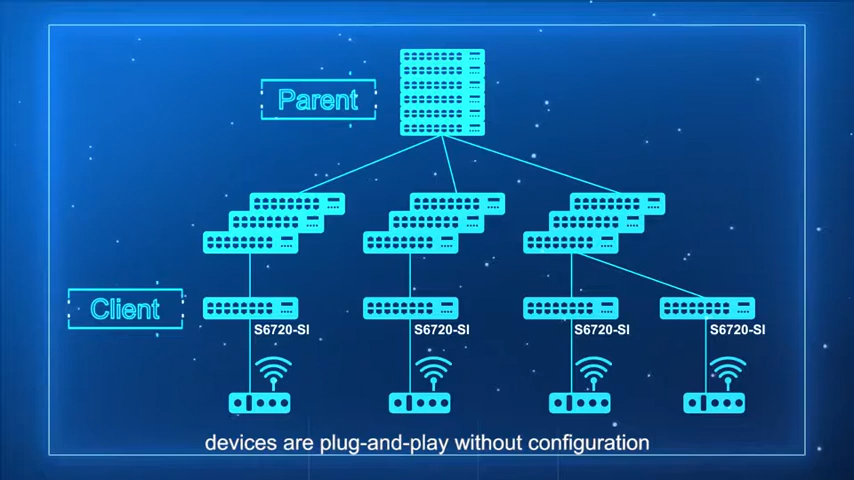 Parent
Client
S6720-SI
S6720-SI
S6720-SI
S6720-SI
devices are plug-and-play without configuration